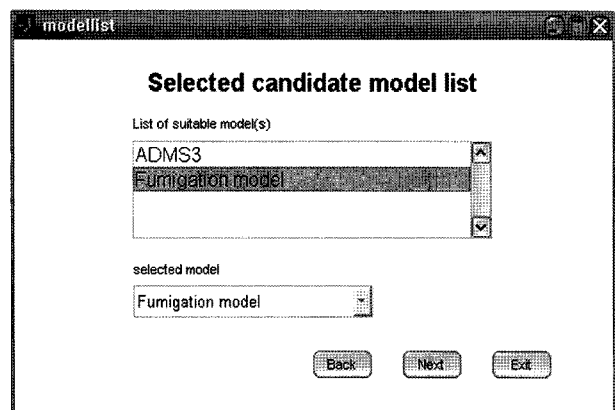 modellist
Selected candidate model list
List of suitable model(s)
ADMS3
Fumigation model
selected model
Fumigation model
Back Next Exit